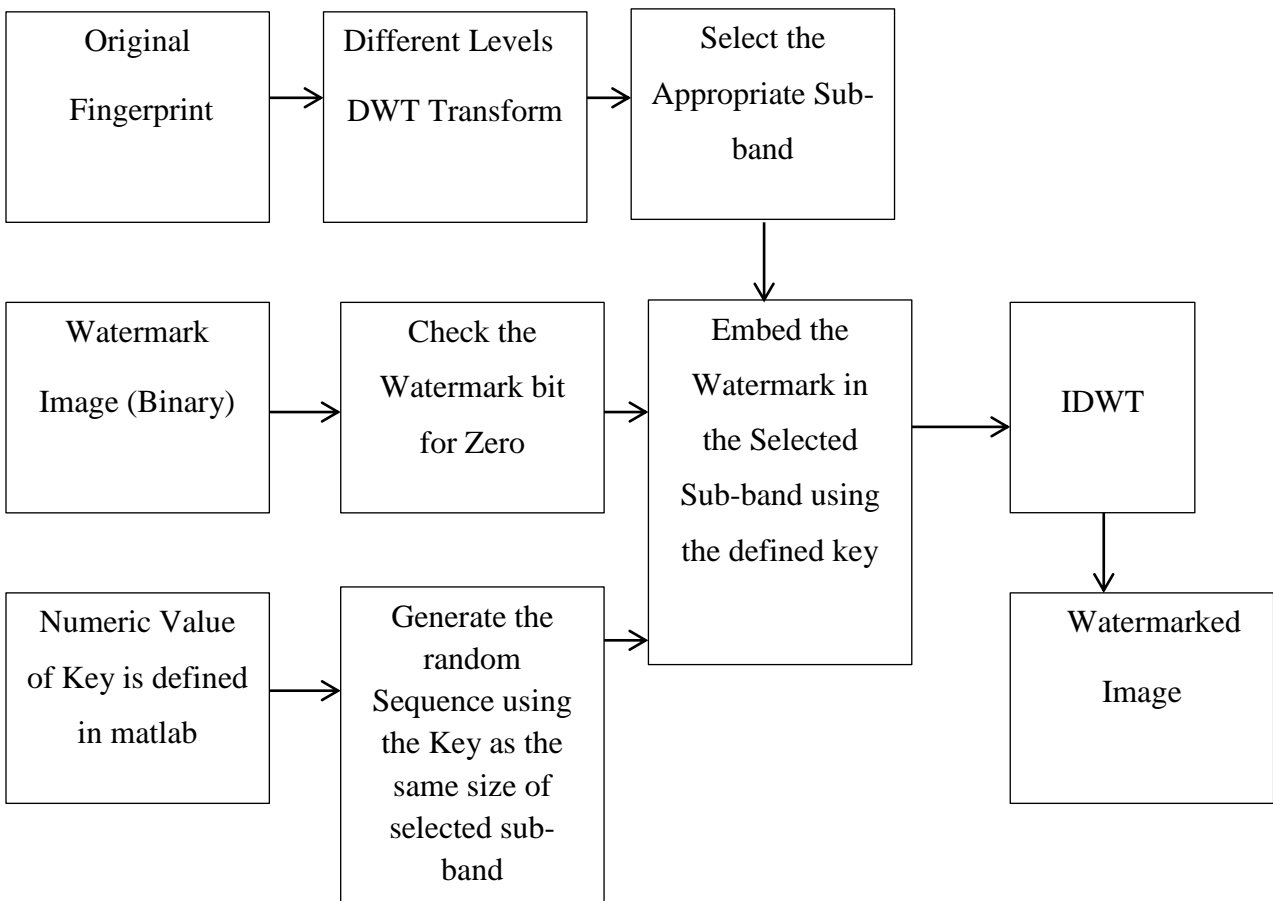 Original
Fingerprint
Different Levels
DWT Transform
Select the
Appropriate Sub-
band
Watermark
Image (Binary)
Check the
Watermark bit
for Zero
Embed the
Watermark in
the Selected
Sub-band using
the defined key
IDWT
Numeric Value
of Key is defined
in matlab
Generate the
random
Sequence using
the Key as the
same size of
selected sub-
band
Watermarked
Image